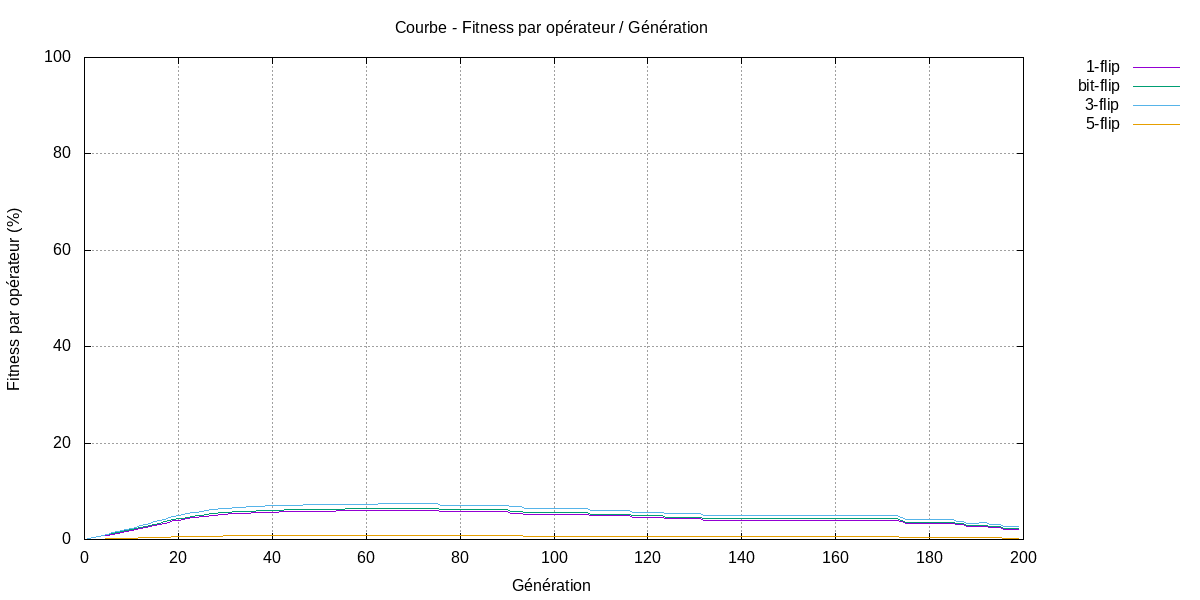 Courbe - Fitness par opérateur / Génération
100
80
60
40
20
0
Fitness par opérateur (%)
0 20 40 60 80 100 120 140 160 180 200
Génération
1-flip
bit-flip
3-flip
5-flip